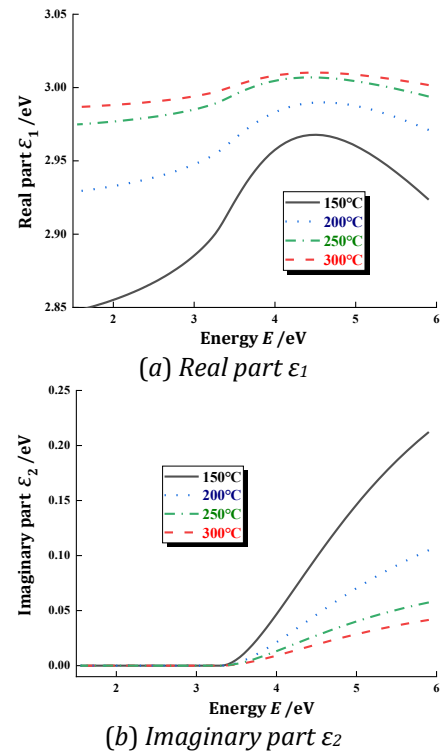 3.05
3.00
2.95
2.90
2.85
Real part ε₁ /eV
150℃
200℃
250℃
300℃
2 3 4 5 6
Energy E /eV
(a) Real part ε₁
0.25
0.20
0.15
0.10
0.05
0.00
Imaginary part ε₂ /eV
150℃
200℃
250℃
300℃
2 3 4 5 6
Energy E /eV
(b) Imaginary part ε₂